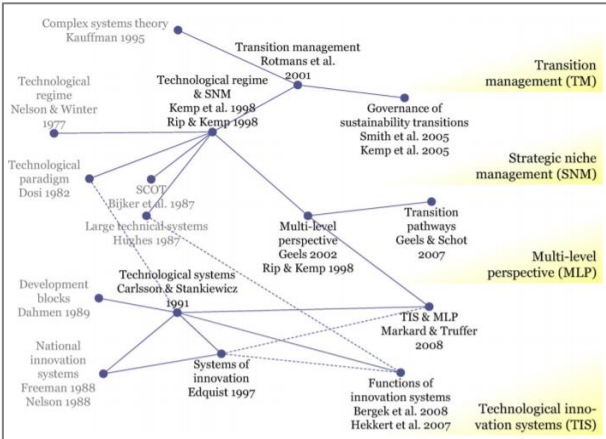 Complex systems theory
Kauffman 1995
Transition management
Rotmans et al.
2001
Transition
management (TM)
Technological
regime
Nelson & Winter
1977
Technological regime
& SNM
Kemp et al. 1998
Rip & Kemp 1998
Governance of
sustainability transitions
Smith et al. 2005
Kemp et al. 2005
Strategic niche
management (SNM)
Technological
paradigm
Dosi 1982
SCOT
Bijker et al. 1987
Large technical systems
Hughes 1987
Multi-level
perspective
Geels 2002
Rip & Kemp 1998
Transition
pathways
Geels & Schot
2007
Multi-level
perspective (MLP)
Technological systems
Carlsson & Stankiewicz
1991
Development
blocks
Dahmen 1989
TIS & MLP
Markard & Truffer
2008
National
innovation
systems
Freeman 1988
Nelson 1988
Systems of
innovation
Edquist 1997
Functions of
innovation systems
Bergek et al. 2008
Hekkert et al. 2007
Technological inno-
vation systems (TIS)